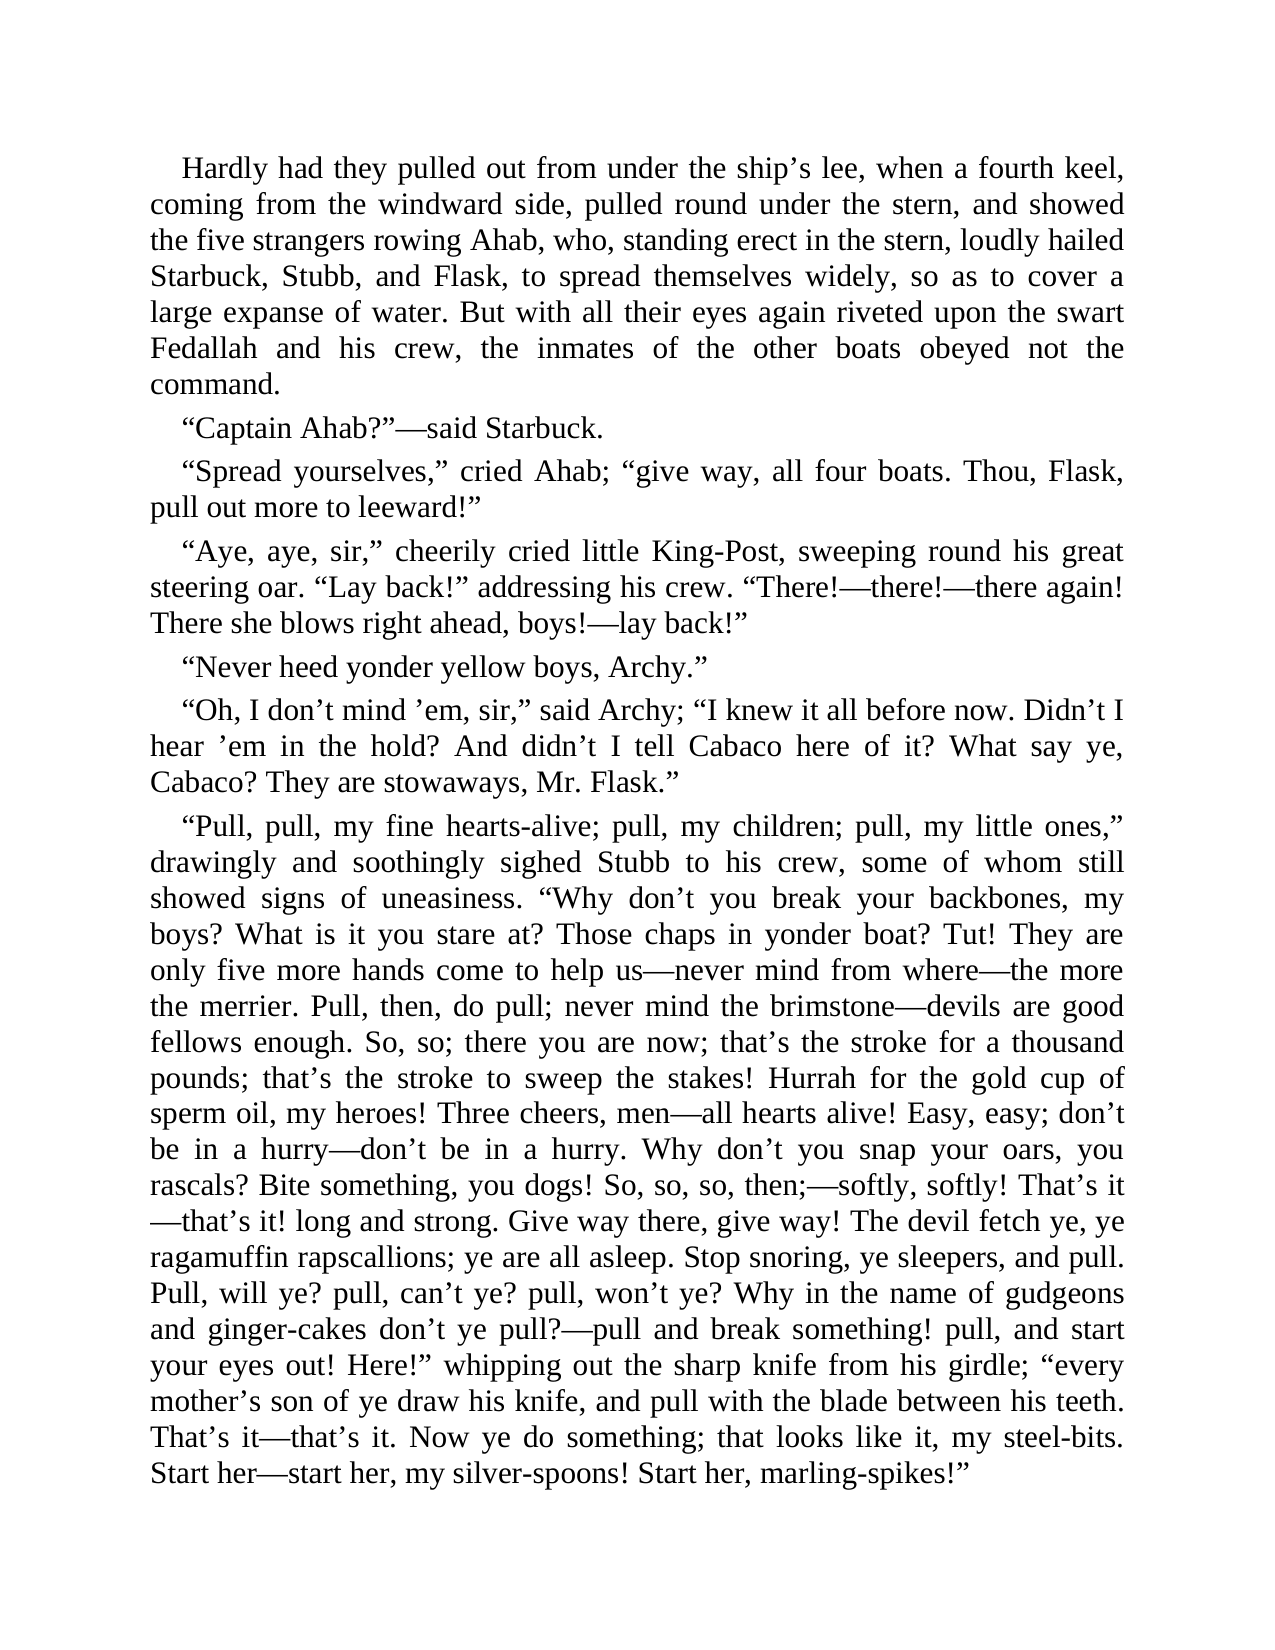 Hardly had they pulled out from under the ship’s lee, when a fourth keel,
coming from the windward side, pulled round under the stern, and showed
the five strangers rowing Ahab, who, standing erect in the stern, loudly hailed
Starbuck, Stubb, and Flask, to spread themselves widely, so as to cover a
large expanse of water. But with all their eyes again riveted upon the swart
Fedallah and his crew, the inmates of the other boats obeyed not the
command.
“Captain Ahab?”—said Starbuck.
“Spread yourselves,” cried Ahab; “give way, all four boats. Thou, Flask,
pull out more to leeward!”
“Aye, aye, sir,” cheerily cried little King-Post, sweeping round his great
steering oar. “Lay back!” addressing his crew. “There!—there!—there again!
There she blows right ahead, boys!—lay back!”
“Never heed yonder yellow boys, Archy.”
“Oh, I don’t mind ’em, sir,” said Archy; “I knew it all before now. Didn’t I
hear ’em in the hold? And didn’t I tell Cabaco here of it? What say ye,
Cabaco? They are stowaways, Mr. Flask.”
“Pull, pull, my fine hearts-alive; pull, my children; pull, my little ones,”
drawingly and soothingly sighed Stubb to his crew, some of whom still
showed signs of uneasiness. “Why don’t you break your backbones, my
boys? What is it you stare at? Those chaps in yonder boat? Tut! They are
only five more hands come to help us—never mind from where—the more
the merrier. Pull, then, do pull; never mind the brimstone—devils are good
fellows enough. So, so; there you are now; that’s the stroke for a thousand
pounds; that’s the stroke to sweep the stakes! Hurrah for the gold cup of
sperm oil, my heroes! Three cheers, men—all hearts alive! Easy, easy; don’t
be in a hurry—don’t be in a hurry. Why don’t you snap your oars, you
rascals? Bite something, you dogs! So, so, so, then;—softly, softly! That’s it
—that’s it! long and strong. Give way there, give way! The devil fetch ye, ye
ragamuffin rapscallions; ye are all asleep. Stop snoring, ye sleepers, and pull.
Pull, will ye? pull, can’t ye? pull, won’t ye? Why in the name of gudgeons
and ginger-cakes don’t ye pull?—pull and break something! pull, and start
your eyes out! Here!” whipping out the sharp knife from his girdle; “every
mother’s son of ye draw his knife, and pull with the blade between his teeth.
That’s it—that’s it. Now ye do something; that looks like it, my steel-bits.
Start her—start her, my silver-spoons! Start her, marling-spikes!”